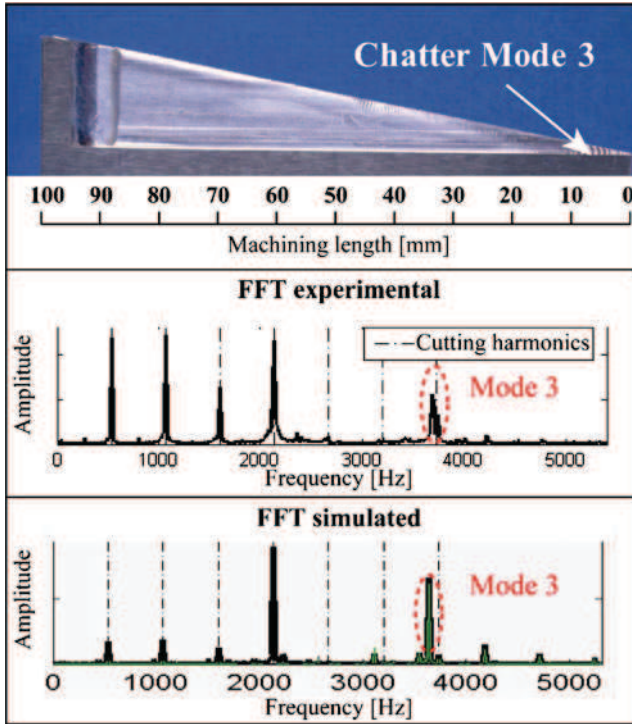 Chatter Mode 3
100 90 80 70 60 50 40 30 20 10 0
Machining length [mm]
FFT experimental
Amplitude
Cutting harmonics
Mode 3
0 1000 2000 3000 4000 5000
Frequency [Hz]
FFT simulated
Amplitude
Mode 3
0 1000 2000 3000 4000 5000
Frequency [Hz]